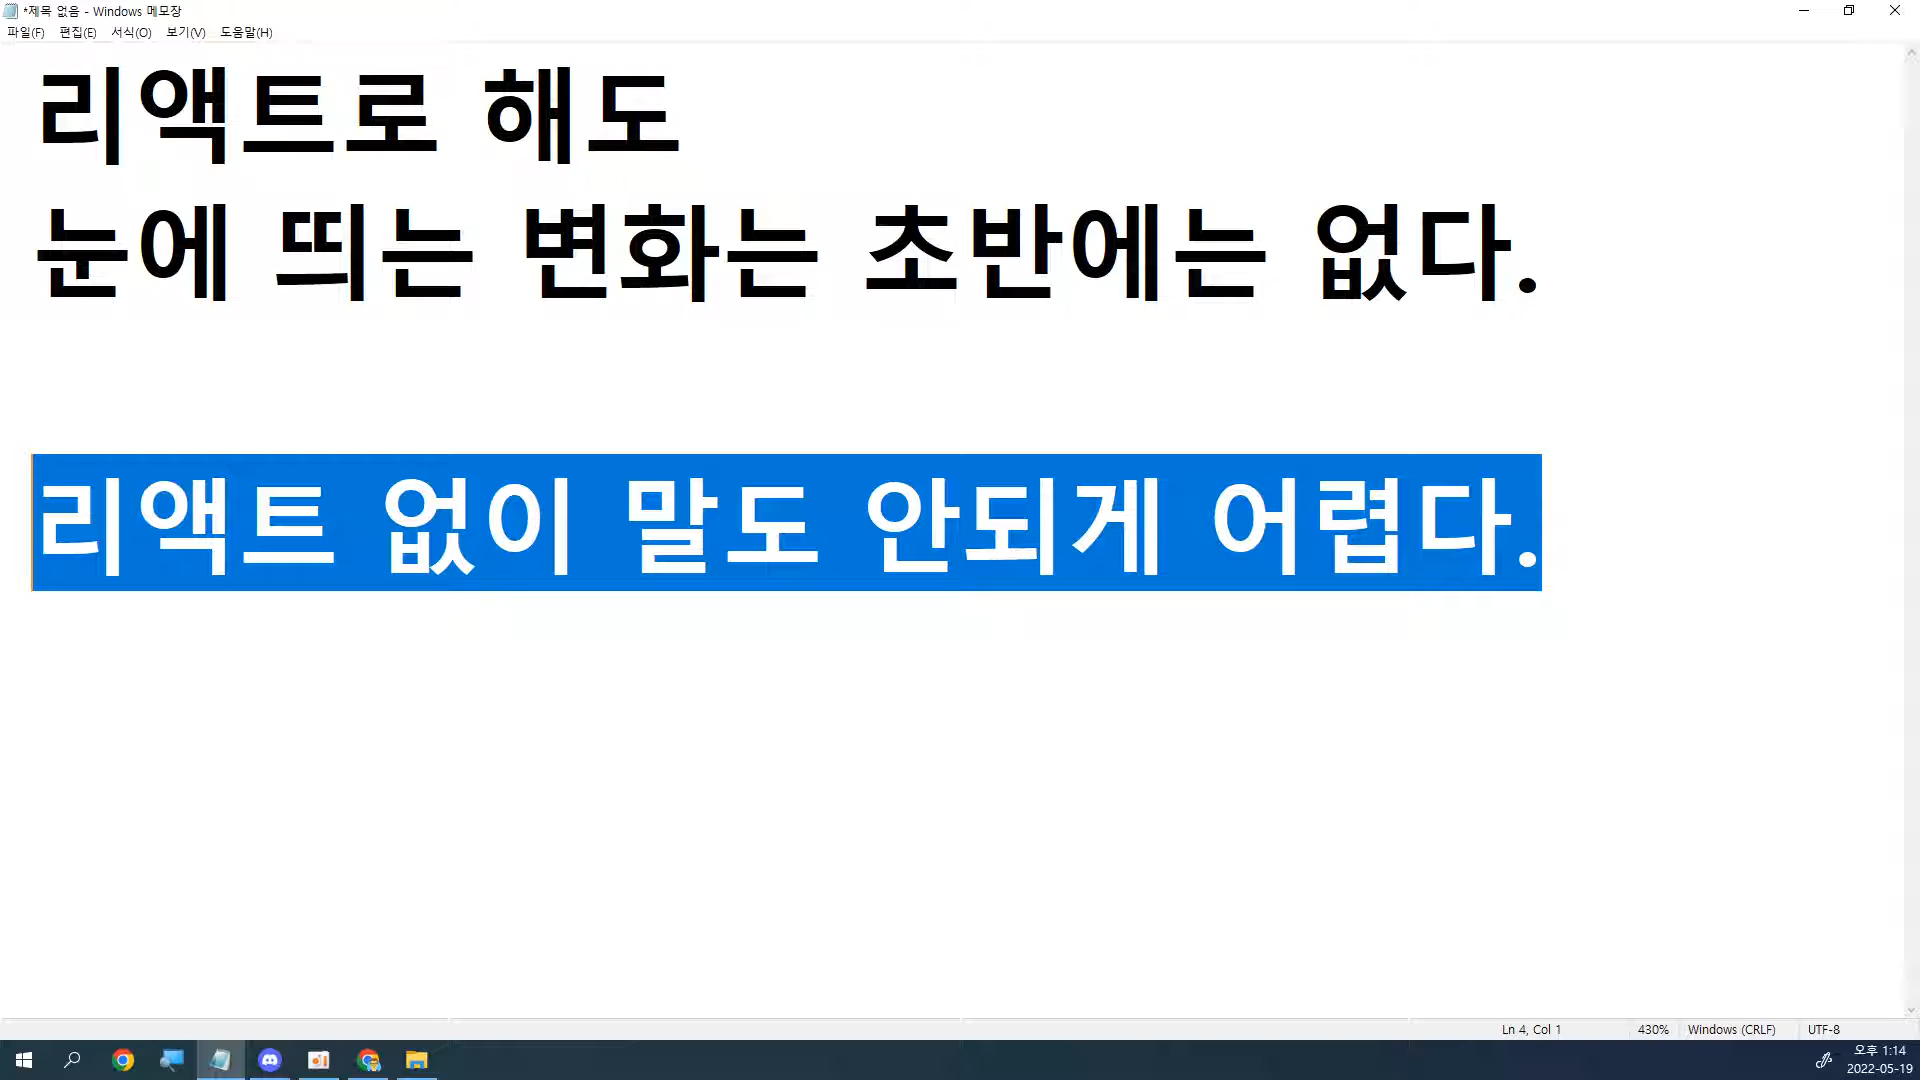 *제목 없음 - Windows 메모장
파일(F) 편집(E) 서식(O) 보기(V) 도움말(H)
리액트로 해도
눈에 띄는 변화는 초반에는 없다.
리액트 없이 말도 안되게 어렵다.
Ln 4, Col 1 430% Windows (CRLF) UTF-8
오후 1:14
2022-05-19